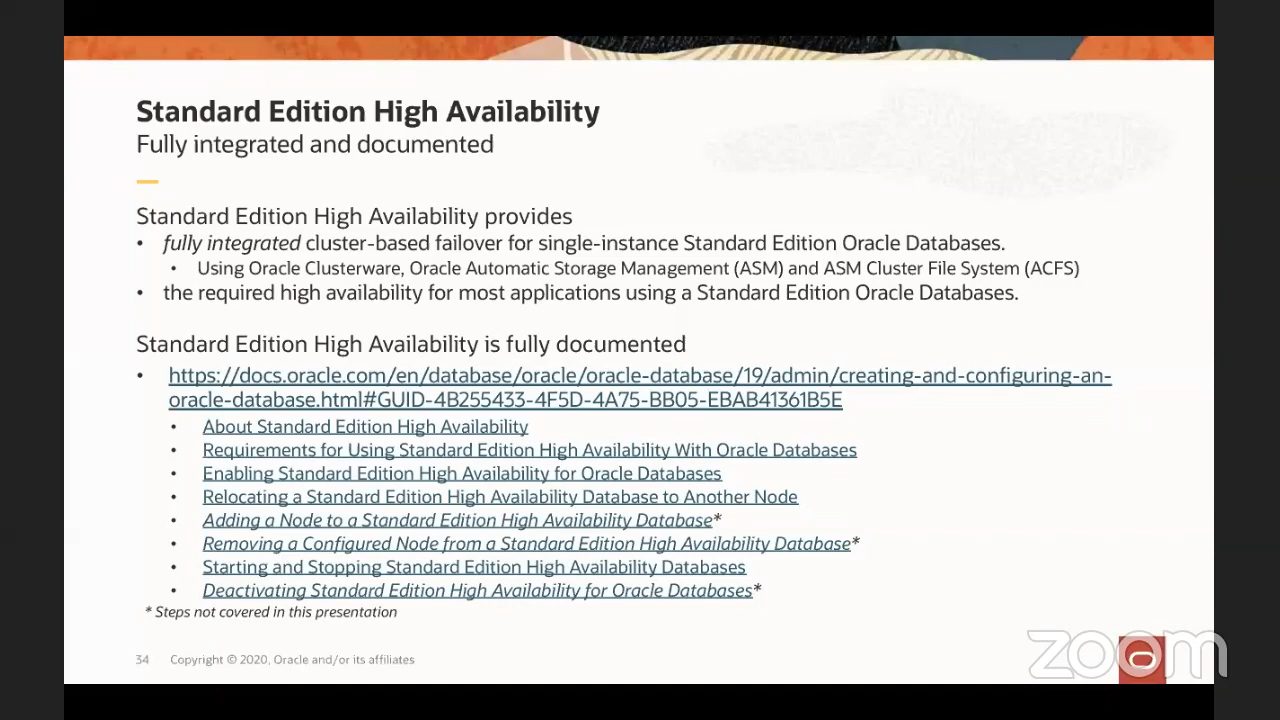 Standard Edition High Availability
Fully integrated and documented
Standard Edition High Availability provides
• fully integrated cluster-based failover for single-instance Standard Edition Oracle Databases.
• Using Oracle Clusterware, Oracle Automatic Storage Management (ASM) and ASM Cluster File System (ACFS)
• the required high availability for most applications using a Standard Edition Oracle Databases.
Standard Edition High Availability is fully documented
• https://docs.oracle.com/en/database/oracle/oracle-database/19/admin/creating-and-configuring-an-
oracle-database.html#GUID-4B255433-4F5D-4A75-BB05-EBAB41361B5E
• About Standard Edition High Availability
• Requirements for Using Standard Edition High Availability With Oracle Databases
• Enabling Standard Edition High Availability for Oracle Databases
• Relocating a Standard Edition High Availability Database to Another Node
• Adding a Node to a Standard Edition High Availability Database*
• Removing a Configured Node from a Standard Edition High Availability Database*
• Starting and Stopping Standard Edition High Availability Databases
• Deactivating Standard Edition High Availability for Oracle Databases*
* Steps not covered in this presentation
34 Copyright © 2020, Oracle and/or its affiliates
zoom